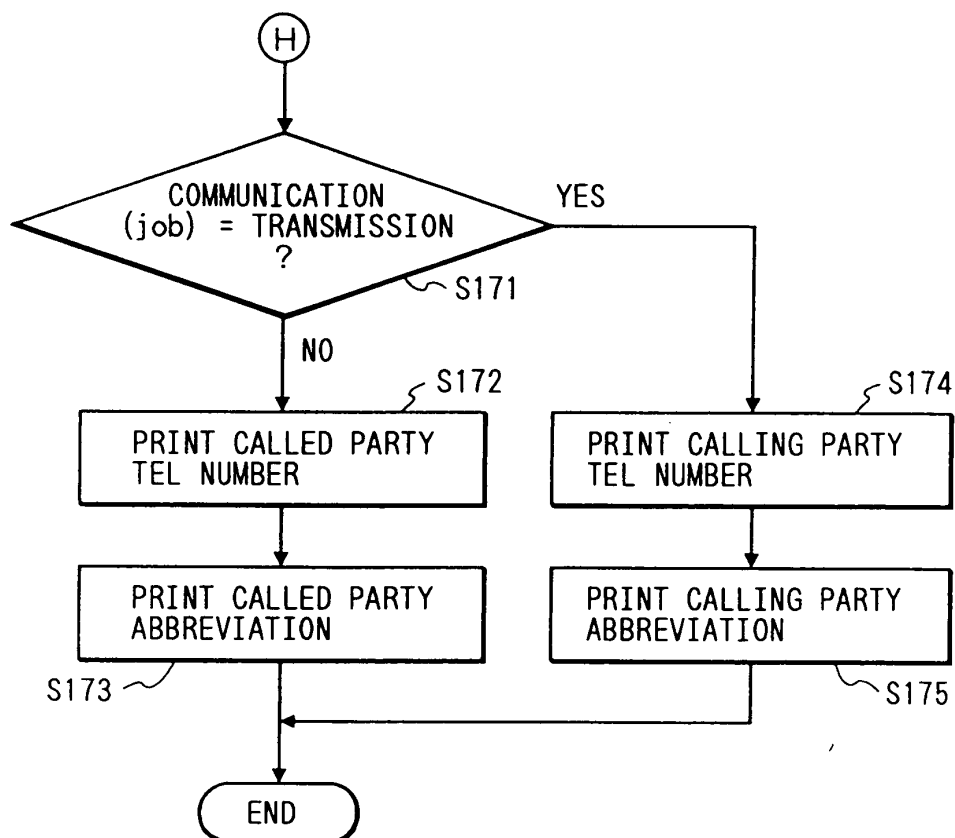 H
COMMUNICATION
(job) = TRANSMISSION
?
YES
S171
NO
S172
PRINT CALLED PARTY
TEL NUMBER
S174
PRINT CALLING PARTY
TEL NUMBER
PRINT CALLED PARTY
ABBREVIATION
S173
PRINT CALLING PARTY
ABBREVIATION
S175
END